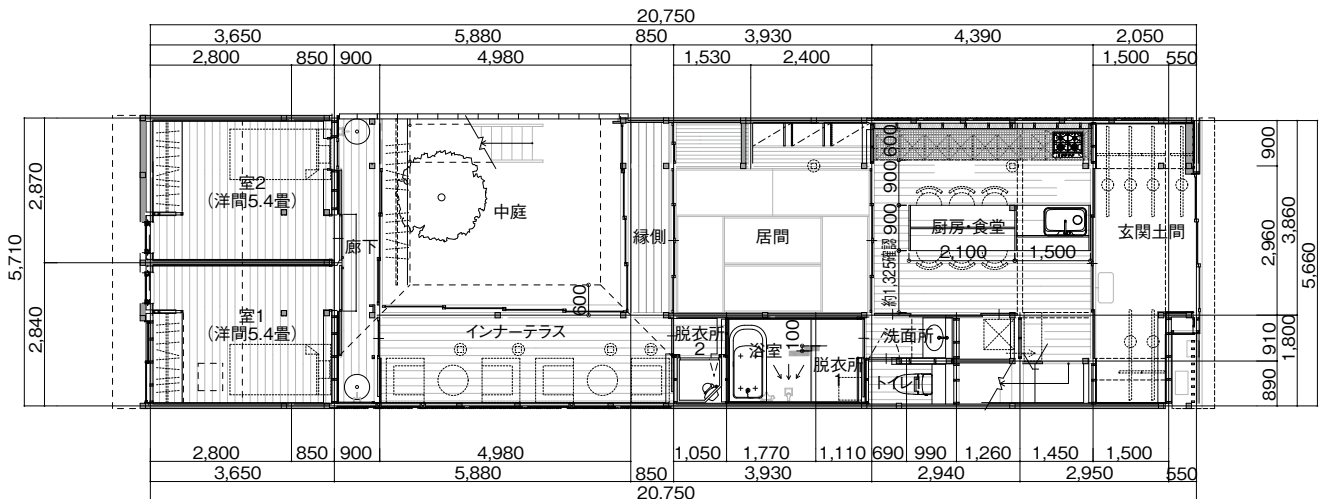 20,750
3,650 5,880 850 3,930 4,390 2,050
2,800 850 900 4,980 1,530 2,400 1,500 550
5,710
2,870
2,840
室2
（洋間5.4畳）
室1
（洋間5.4畳）
廊下
中庭
600
インナーテラス
縁側
居間
脱衣所
2
浴室
100
脱衣所
1
600
900
900
約1,325確認
厨房・食堂
2,100
1,500
洗面所
トイレ1
玄関土間
900
2,960
910
890
3,860
1,800
5,660
2,800 850 900 4,980 1,050 1,770 1,110 690 990 1,260 1,450 1,500
3,650 5,880 850 3,930 2,940 2,950 550
20,750